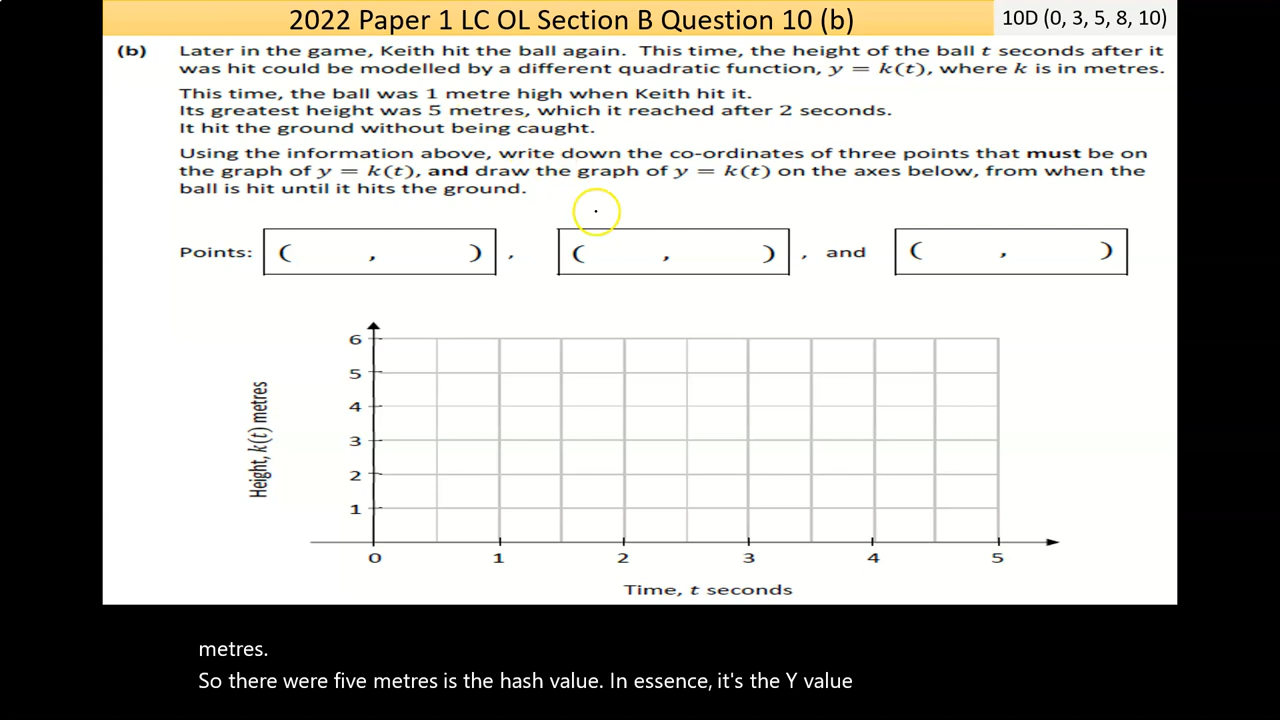 2022 Paper 1 LC OL Section B Question 10 (b)
10D (0, 3, 5, 8, 10)
(b) Later in the game, Keith hit the ball again. This time, the height of the ball t seconds after it
was hit could be modelled by a different quadratic function, y = k(t), where k is in metres.
This time, the ball was 1 metre high when Keith hit it.
Its greatest height was 5 metres, which it reached after 2 seconds.
It hit the ground without being caught.
Using the information above, write down the co-ordinates of three points that must be on
the graph of y = k(t), and draw the graph of y = k(t) on the axes below, from when the
ball is hit until it hits the ground.
Points: ( , ) , ( , ) , and ( , )
6
5
4
3
2
1
Height, k(t) metres
0 1 2 3 4 5
Time, t seconds
metres.
So there were five metres is the hash value. In essence, it's the Y value